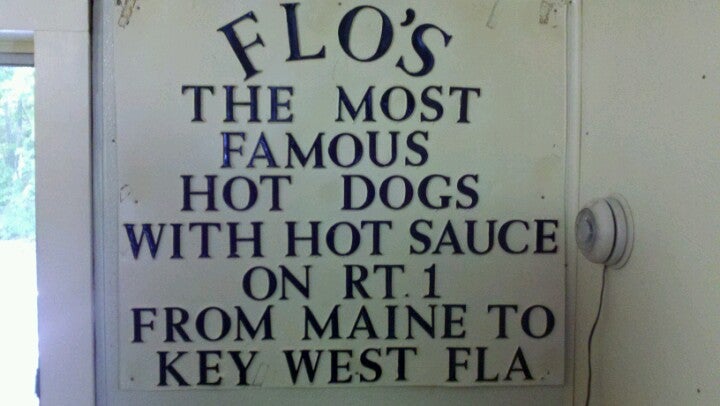 FLO'S
THE MOST
FAMOUS
HOT DOGS
WITH HOT SAUCE
ON RT. 1
FROM MAINE TO
KEY WEST FLA.